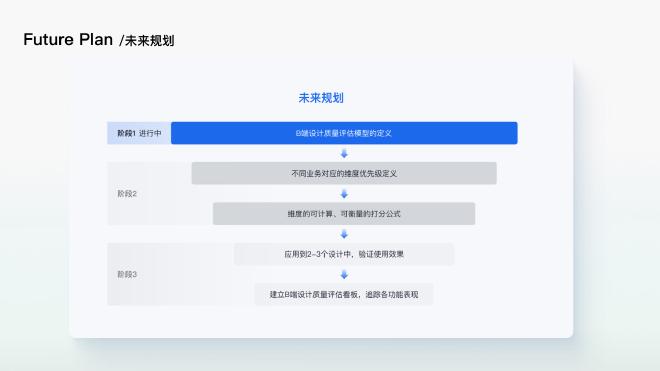 Future Plan /未来规划
未来规划
阶段1 进行中
B端设计质量评估模型的定义
阶段2
不同业务对应的维度优先级定义
维度的可计算、可衡量的打分公式
阶段3
应用到2-3个设计中，验证使用效果
建立B端设计质量评估看板，追踪各功能表现